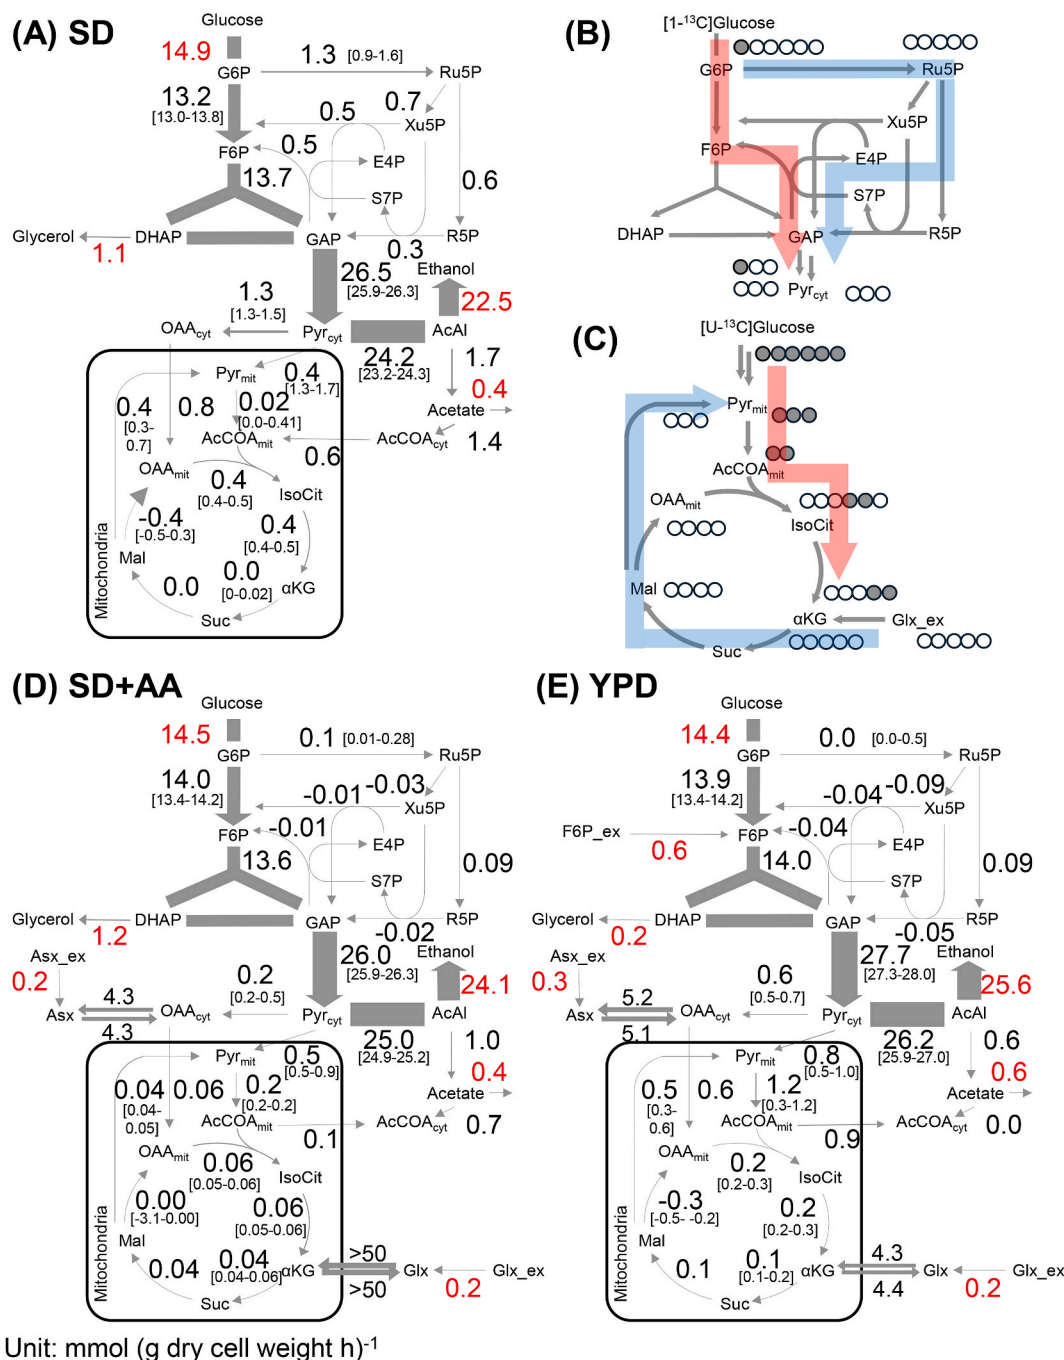 (A) SD
Glucose
14.9
G6P
1.3 [0.9-1.6]
Ru5P
13.2
[13.0-13.8]
0.5
0.7
Xu5P
F6P
0.5
E4P
13.7
S7P
0.6
Glycerol
1.1
DHAP
GAP
0.3
R5P
26.5
[25.9-26.3]
Ethanol
22.5
1.3
[1.3-1.5]
OAAcyt
Pyrcyt
24.2
[23.2-24.3]
AcAl
1.7
0.4
Acetate
AcCOAcyt
1.4
Pyrmit
0.4
[1.3-1.7]
0.4
[0.3-
0.7]
0.8
0.02
[0.0-0.41]
AcCOAmit
0.6
OAAmit
0.4
[0.4-0.5]
IsoCit
-0.4
[-0.5-0.3]
0.4
[0.4-0.5]
Mal
0.0
0.0
[0-0.02]
αKG
Suc
Mitochondria
(B)
[1-13C]Glucose
G6P
Ru5P
Xu5P
F6P
E4P
S7P
DHAP
GAP
R5P
Pyrcyt
(C)
[U-13C]Glucose
Pyrmit
AcCOAmit
OAAmit
IsoCit
Mal
αKG
Glx_ex
Suc
(D) SD+AA
Glucose
14.5
G6P
0.1 [0.01-0.28]
Ru5P
14.0
[13.4-14.2]
-0.01
-0.03
Xu5P
F6P
-0.01
E4P
13.6
S7P
0.09
Glycerol
1.2
DHAP
GAP
-0.02
R5P
26.0
[25.9-26.3]
Ethanol
24.1
Asx_ex
0.2
Asx
4.3
4.3
OAAcyt
0.2
[0.2-0.5]
Pyrcyt
25.0
[24.9-25.2]
AcAl
1.0
0.4
Acetate
AcCOAcyt
0.7
Pyrmit
0.5
[0.5-0.9]
0.04
[0.04-
0.05]
0.06
0.2
[0.2-0.2]
AcCOAmit
0.1
OAAmit
0.06
[0.05-0.06]
IsoCit
0.00
[-3.1-0.00]
0.06
[0.05-0.06]
Mal
0.04
0.04
[0.04-0.06]
αKG
>50
>50
Glx
Glx_ex
0.2
Suc
Mitochondria
(E) YPD
Glucose
14.4
G6P
0.0 [0.0-0.5]
Ru5P
13.9
[13.4-14.2]
-0.04
-0.09
Xu5P
F6P_ex
0.6
F6P
-0.04
E4P
14.0
S7P
0.09
Glycerol
0.2
DHAP
GAP
-0.05
R5P
27.7
[27.3-28.0]
Ethanol
25.6
Asx_ex
0.3
Asx
5.2
5.1
OAAcyt
0.6
[0.5-0.7]
Pyrcyt
26.2
[25.9-27.0]
AcAl
0.6
0.6
Acetate
AcCOAcyt
0.0
Pyrmit
0.8
[0.5-1.0]
0.5
[0.3-
0.6]
0.6
1.2
[0.3-1.2]
AcCOAmit
0.9
OAAmit
0.2
[0.2-0.3]
IsoCit
-0.3
[-0.5- -0.2]
0.2
[0.2-0.3]
Mal
0.1
0.1
[0.1-0.2]
αKG
4.3
4.4
Glx
Glx_ex
0.2
Suc
Mitochondria
Unit: mmol (g dry cell weight h)-1